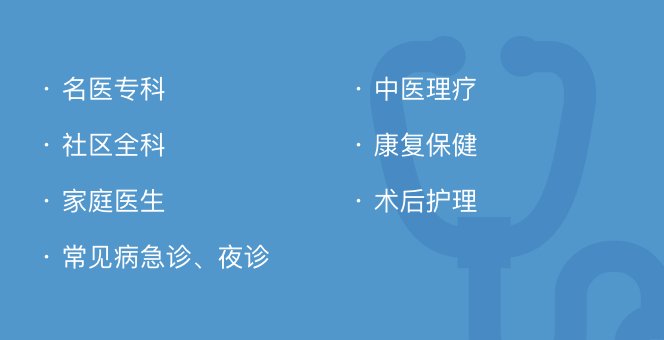 · 名医专科
· 社区全科
· 家庭医生
· 常见病急诊、夜诊
· 中医理疗
· 康复保健
· 术后护理